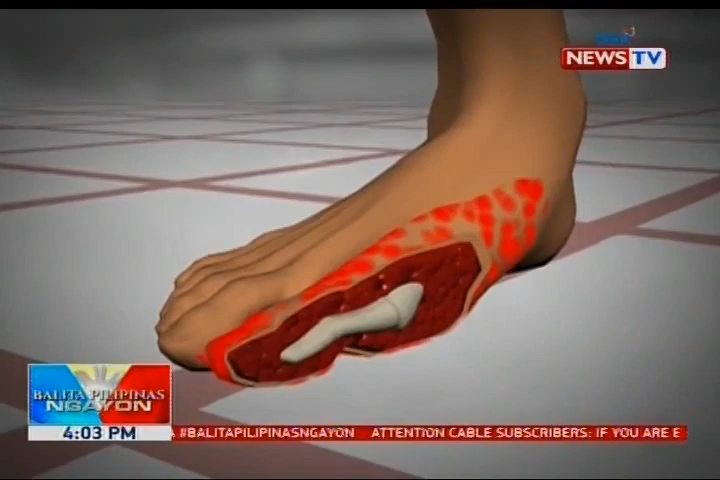 NEWS TV
BALITA PILIPINAS
NGAYON
4:03 PM
A #BALITAPILIPINASNGAYON ATTENTION CABLE SUBSCRIBERS: IF YOU ARE E